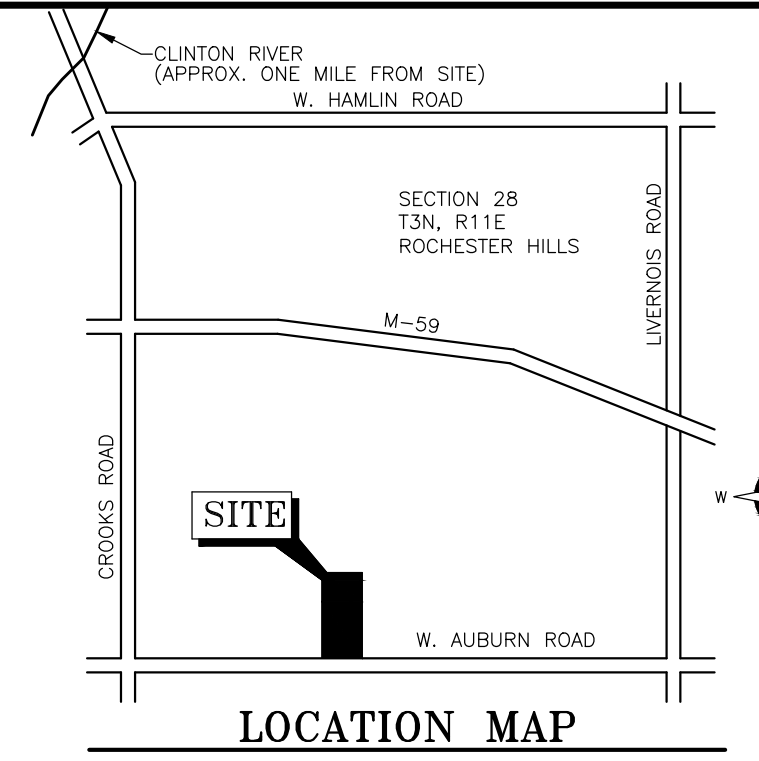 CLINTON RIVER
(APPROX. ONE MILE FROM SITE)
W. HAMLIN ROAD
SECTION 28
T3N, R11E
ROCHESTER HILLS
LIVERNOIS ROAD
M-59
CROOKS ROAD
W
SITE
W. AUBURN ROAD
LOCATION MAP